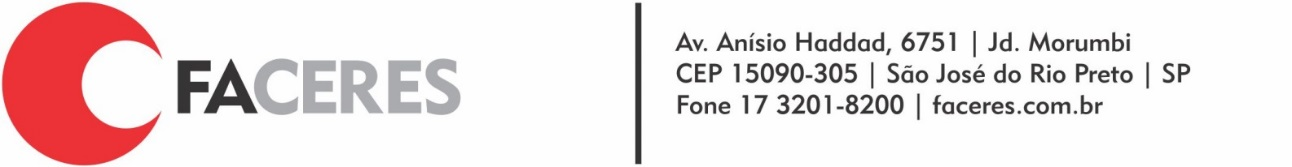 FACERES
Av. Anísio Haddad, 6751 | Jd. Morumbi
CEP 15090-305 | São José do Rio Preto | SP
Fone 17 3201-8200 | faceres.com.br